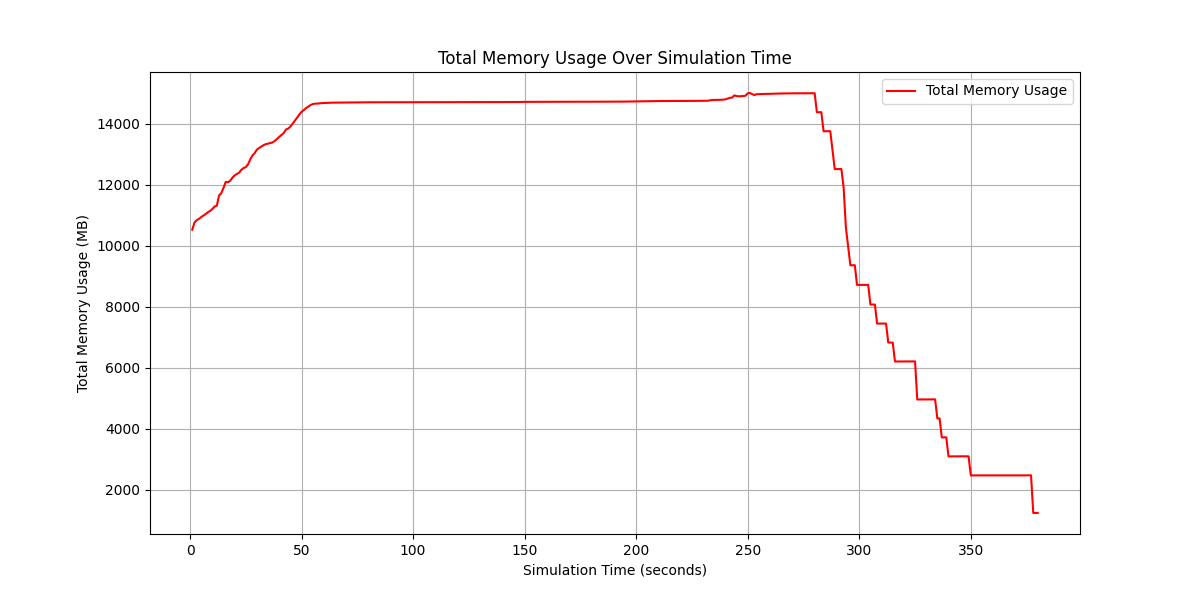 Total Memory Usage Over Simulation Time
Total Memory Usage
14000
12000
10000
8000
6000
4000
2000
Total Memory Usage (MB)
0 50 100 150 200 250 300 350
Simulation Time (seconds)